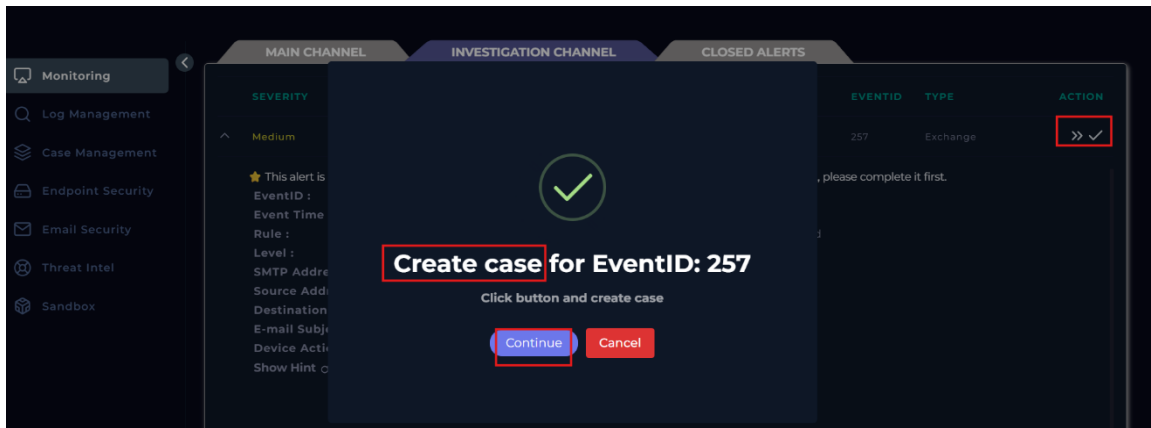 MAIN CHANNEL INVESTIGATION CHANNEL CLOSED ALERTS
Monitoring
SEVERITY EVENTID TYPE ACTION
Log Management
Medium 257 Exchange
Case Management
This alert is , please complete it first.
EventID :
Endpoint Security
Event Time
Email Security
Rule :
Level :
Create case for EventID: 257
Threat Intel
SMTP Addre
Source Addr
Click button and create case
Sandbox
Destination
E-mail Subje
Continue Cancel
Device Actio
Show Hint